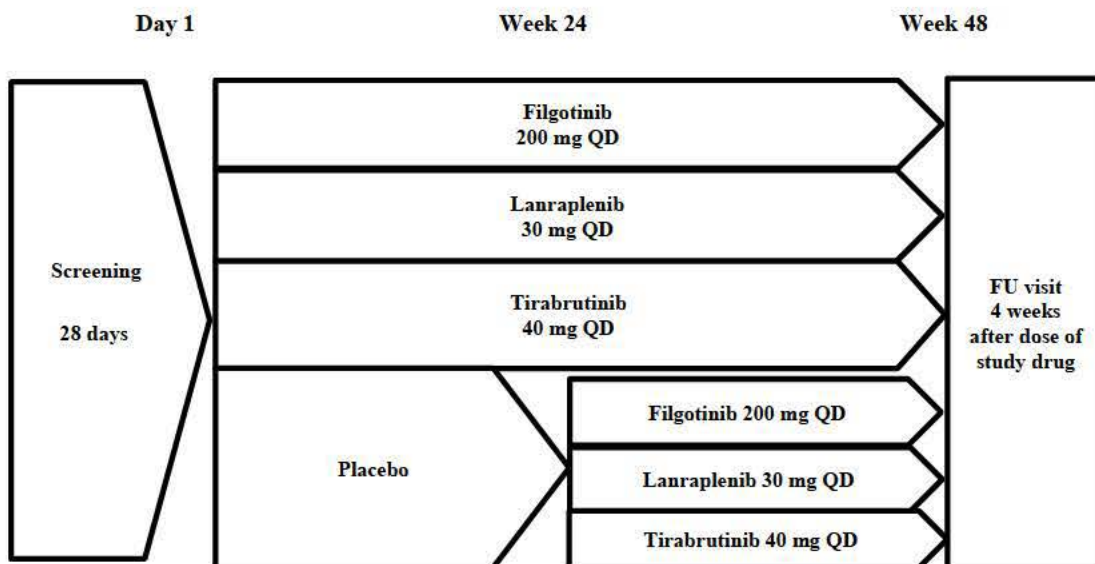 Day 1
Week 24
Week 48
Screening
28 days
Filgotinib
200 mg QD
Lanraplenib
30 mg QD
Tirabrutinib
40 mg QD
Placebo
Filgotinib 200 mg QD
Lanraplenib 30 mg QD
Tirabrutinib 40 mg QD
FU visit
4 weeks
after dose of
study drug